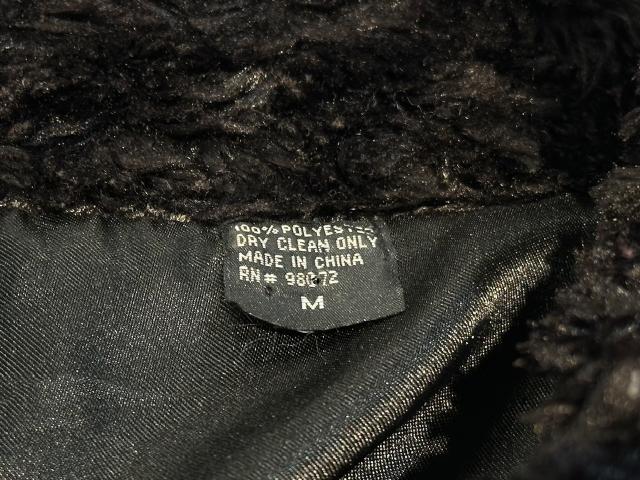 100% POLYESTER
DRY CLEAN ONLY
MADE IN CHINA
RN# 98072
M